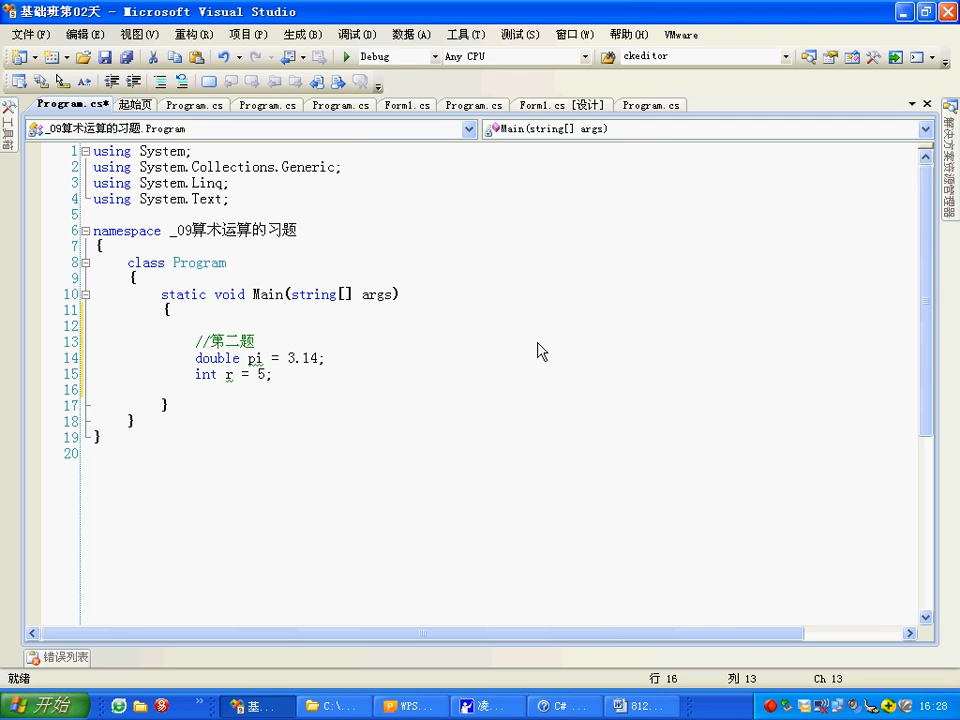 基础班第02天 - Microsoft Visual Studio
文件(F) 编辑(E) 视图(V) 重构(R) 项目(P) 生成(B) 调试(D) 数据(A) 工具(T) 测试(S) 窗口(W) 帮助(H) VMware
Debug Any CPU ckeditor
Program.cs* 起始页 Program.cs Program.cs Program.cs Form1.cs Program.cs Form1.cs [设计] Program.cs
_09算术运算的习题.Program Main(string[] args)
工具箱
解决方案资源管理器
1 using System;
2 using System.Collections.Generic;
3 using System.Linq;
4 using System.Text;
5
6 namespace _09算术运算的习题
7 {
8 class Program
9 {
10 static void Main(string[] args)
11 {
12
13 //第二题
14 double pi = 3.14;
15 int r = 5;
16
17 }
18 }
19 }
20
错误列表
就绪 行 16 列 13 Ch 13
开始 基... C:\... WPS... 凌... C# ... 812... 16:28